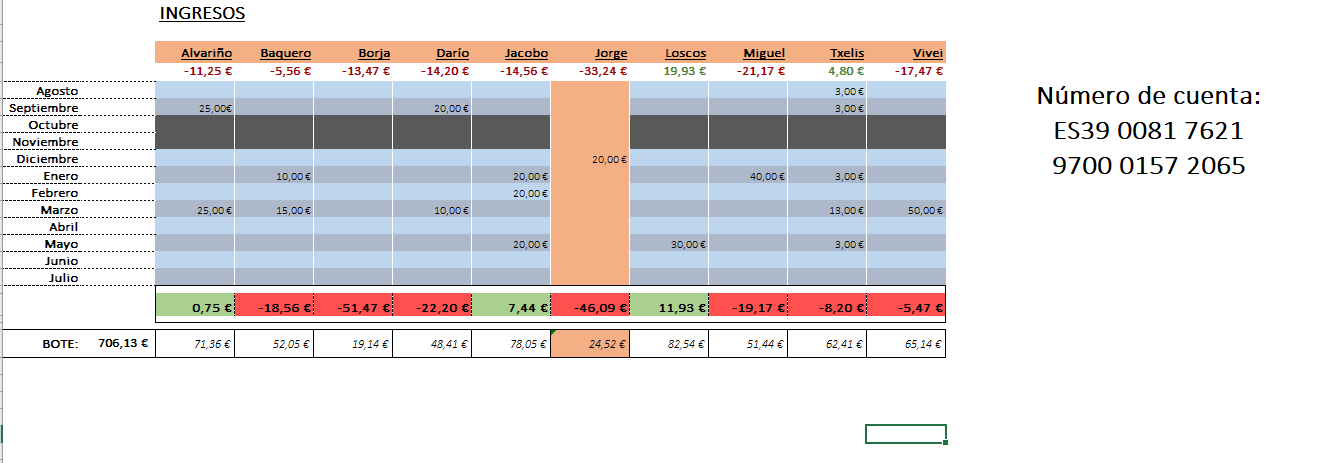 INGRESOS
Alvariño Baquero Borja Darío Jacobo Jorge Loscos Miguel Txelis Vivei
-11,25 € -5,56 € -13,47 € -14,20 € -14,56 € -33,24 € 19,93 € -21,17 € 4,80 € -17,47 €
Agosto 3,00 €
Septiembre 25,00€ 20,00 € 3,00 €
Octubre
Noviembre
Diciembre 20,00 €
Enero 10,00 € 20,00 € 40,00 € 3,00 €
Febrero 20,00 €
Marzo 25,00 € 15,00 € 10,00 € 13,00 € 50,00 €
Abril
Mayo 20,00 € 30,00 € 3,00 €
Junio
Julio
0,75 € -18,56 € -51,47 € -22,20 € 7,44 € -46,09 € 11,93 € -19,17 € -8,20 € -5,47 €
BOTE: 706,13 € 71,36 € 52,05 € 19,14 € 48,41 € 78,05 € 24,52 € 82,54 € 51,44 € 62,41 € 65,14 €
Número de cuenta:
ES39 0081 7621
9700 0157 2065